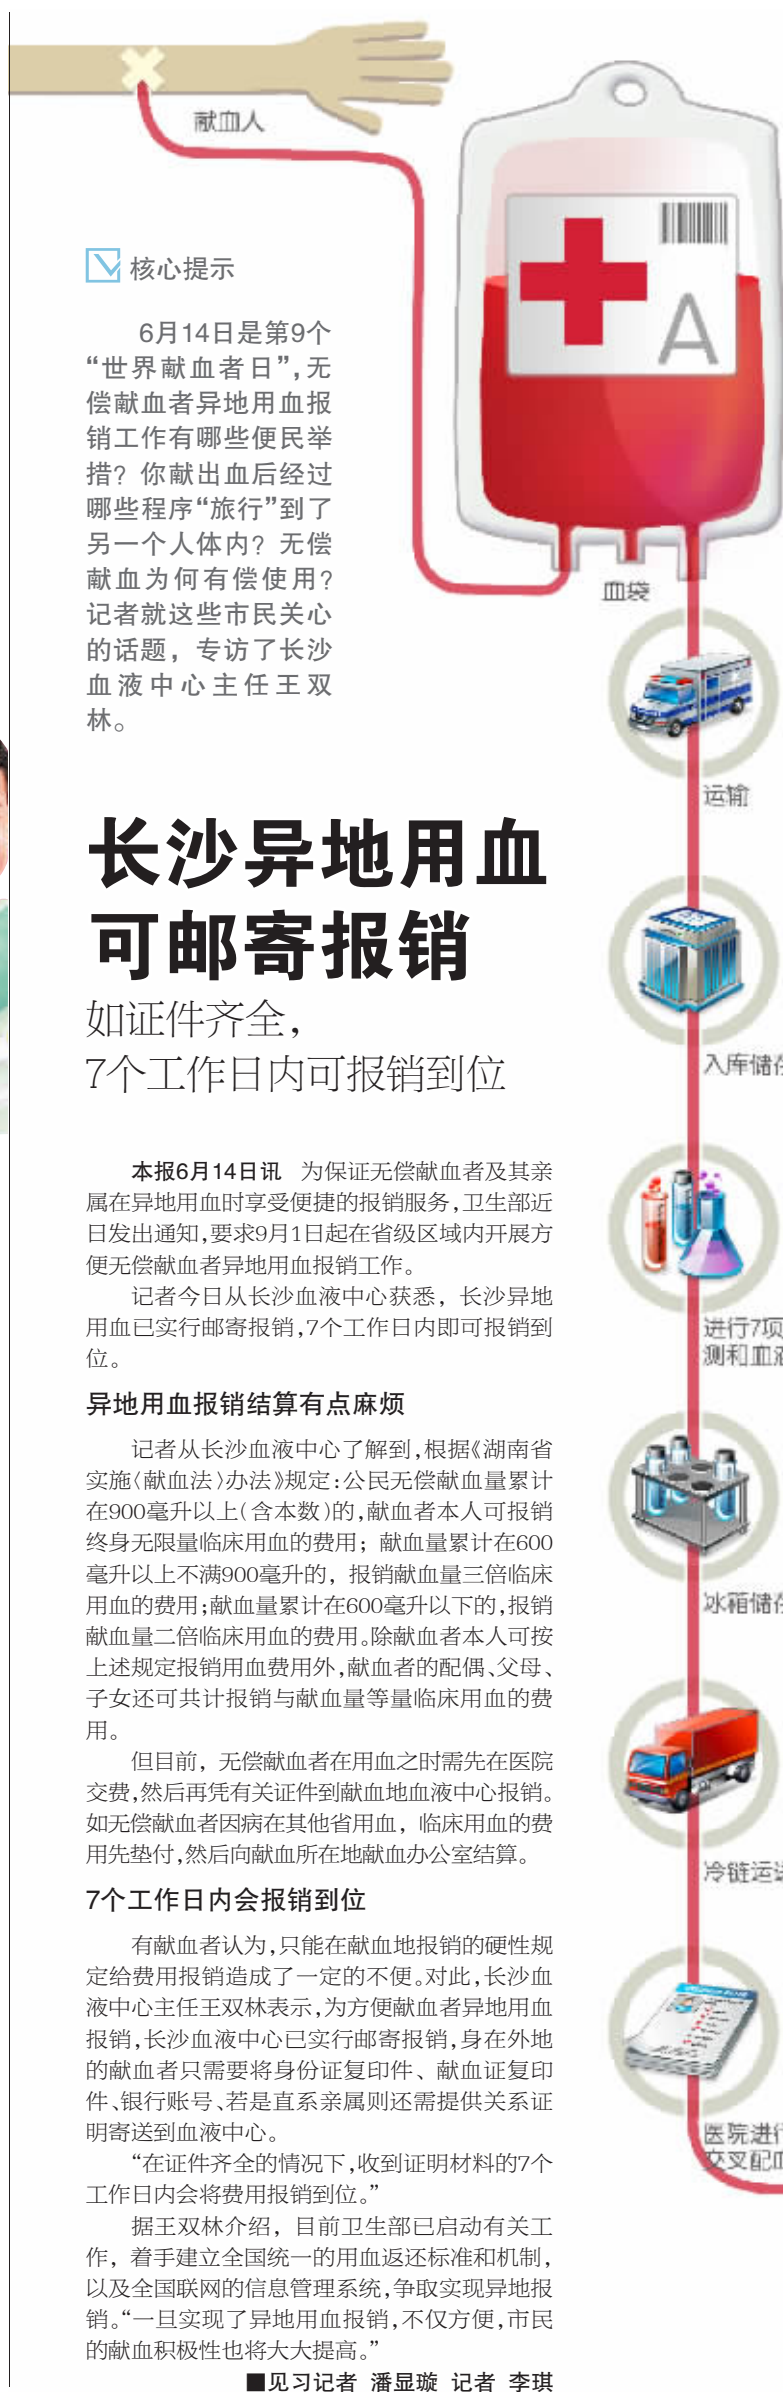 献血人
A
血袋
核心提示
6月14日是第9个
“世界献血者日”，无
偿献血者异地用血报
销工作有哪些便民举
措？你献出血后经过
哪些程序“旅行”到了
另一个人体内？无偿
献血为何有偿使用？
记者就这些市民关心
的话题，专访了长沙
血液中心主任王双
林。
长沙异地用血
可邮寄报销
如证件齐全，
7个工作日内可报销到位
本报6月14日讯 为保证无偿献血者及其亲
属在异地用血时享受便捷的报销服务，卫生部近
日发出通知，要求9月1日起在省级区域内开展方
便无偿献血者异地用血报销工作。
记者今日从长沙血液中心获悉，长沙异地
用血已实行邮寄报销，7个工作日内即可报销到
位。
异地用血报销结算有点麻烦
记者从长沙血液中心了解到，根据《湖南省
实施〈献血法〉办法》规定：公民无偿献血量累计
在900毫升以上（含本数）的，献血者本人可报销
终身无限量临床用血的费用；献血量累计在600
毫升以上不满900毫升的，报销献血量三倍临床
用血的费用；献血量累计在600毫升以下的，报销
献血量二倍临床用血的费用。除献血者本人可按
上述规定报销用血费用外，献血者的配偶、父母、
子女还可共计报销与献血量等量临床用血的费
用。
但目前，无偿献血者在用血之时需先在医院
交费，然后再凭有关证件到献血地血液中心报销。
如无偿献血者因病在其他省用血，临床用血的费
用先垫付，然后向献血所在地献血办公室结算。
7个工作日内会报销到位
有献血者认为，只能在献血地报销的硬性规
定给费用报销造成了一定的不便。对此，长沙血
液中心主任王双林表示，为方便献血者异地用血
报销，长沙血液中心已实行邮寄报销，身在外地
的献血者只需要将身份证复印件、献血证复印
件、银行账号、若是直系亲属则还需提供关系证
明寄送到血液中心。
“在证件齐全的情况下，收到证明材料的7个
工作日内会将费用报销到位。”
据王双林介绍，目前卫生部已启动有关工
作，着手建立全国统一的用血返还标准和机制，
以及全国联网的信息管理系统，争取实现异地报
销。“一旦实现了异地用血报销，不仅方便，市民
的献血积极性也将大大提高。”
■见习记者 潘显璇 记者 李琪
运输
入库储
进行7项
测和血
冰箱储
冷链运
医院进
交叉配